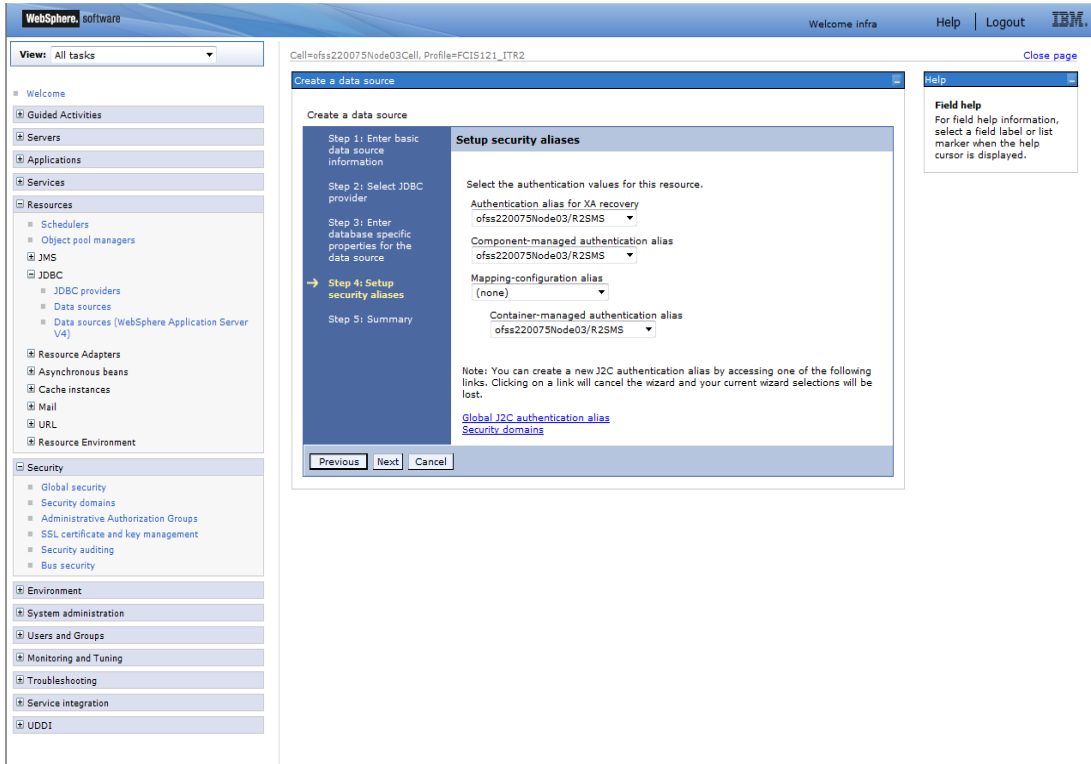 WebSphere. software
Welcome infra
Help
Logout
IBM.
View: All tasks
Cell=ofss220075Node03Cell, Profile=FCIS121_ITR2
Close page
Welcome
Guided Activities
Servers
Applications
Services
Resources
Schedulers
Object pool managers
JMS
JDBC
JDBC providers
Data sources
Data sources (WebSphere Application Server
V4)
Resource Adapters
Asynchronous beans
Cache instances
Mail
URL
Resource Environment
Security
Global security
Security domains
Administrative Authorization Groups
SSL certificate and key management
Security auditing
Bus security
Environment
System administration
Users and Groups
Monitoring and Tuning
Troubleshooting
Service integration
UDDI
Create a data source
Create a data source
Step 1: Enter basic
data source
information
Step 2: Select JDBC
provider
Step 3: Enter
database specific
properties for the
data source
Step 4: Setup
security aliases
Step 5: Summary
Setup security aliases
Select the authentication values for this resource.
Authentication alias for XA recovery
ofss220075Node03/R2SMS
Component-managed authentication alias
ofss220075Node03/R2SMS
Mapping-configuration alias
(none)
Container-managed authentication alias
ofss220075Node03/R2SMS
Note: You can create a new J2C authentication alias by accessing one of the following
links. Clicking on a link will cancel the wizard and your current wizard selections will be
lost.
Global J2C authentication alias
Security domains
Previous
Next
Cancel
Help
Field help
For field help information,
select a field label or list
marker when the help
cursor is displayed.